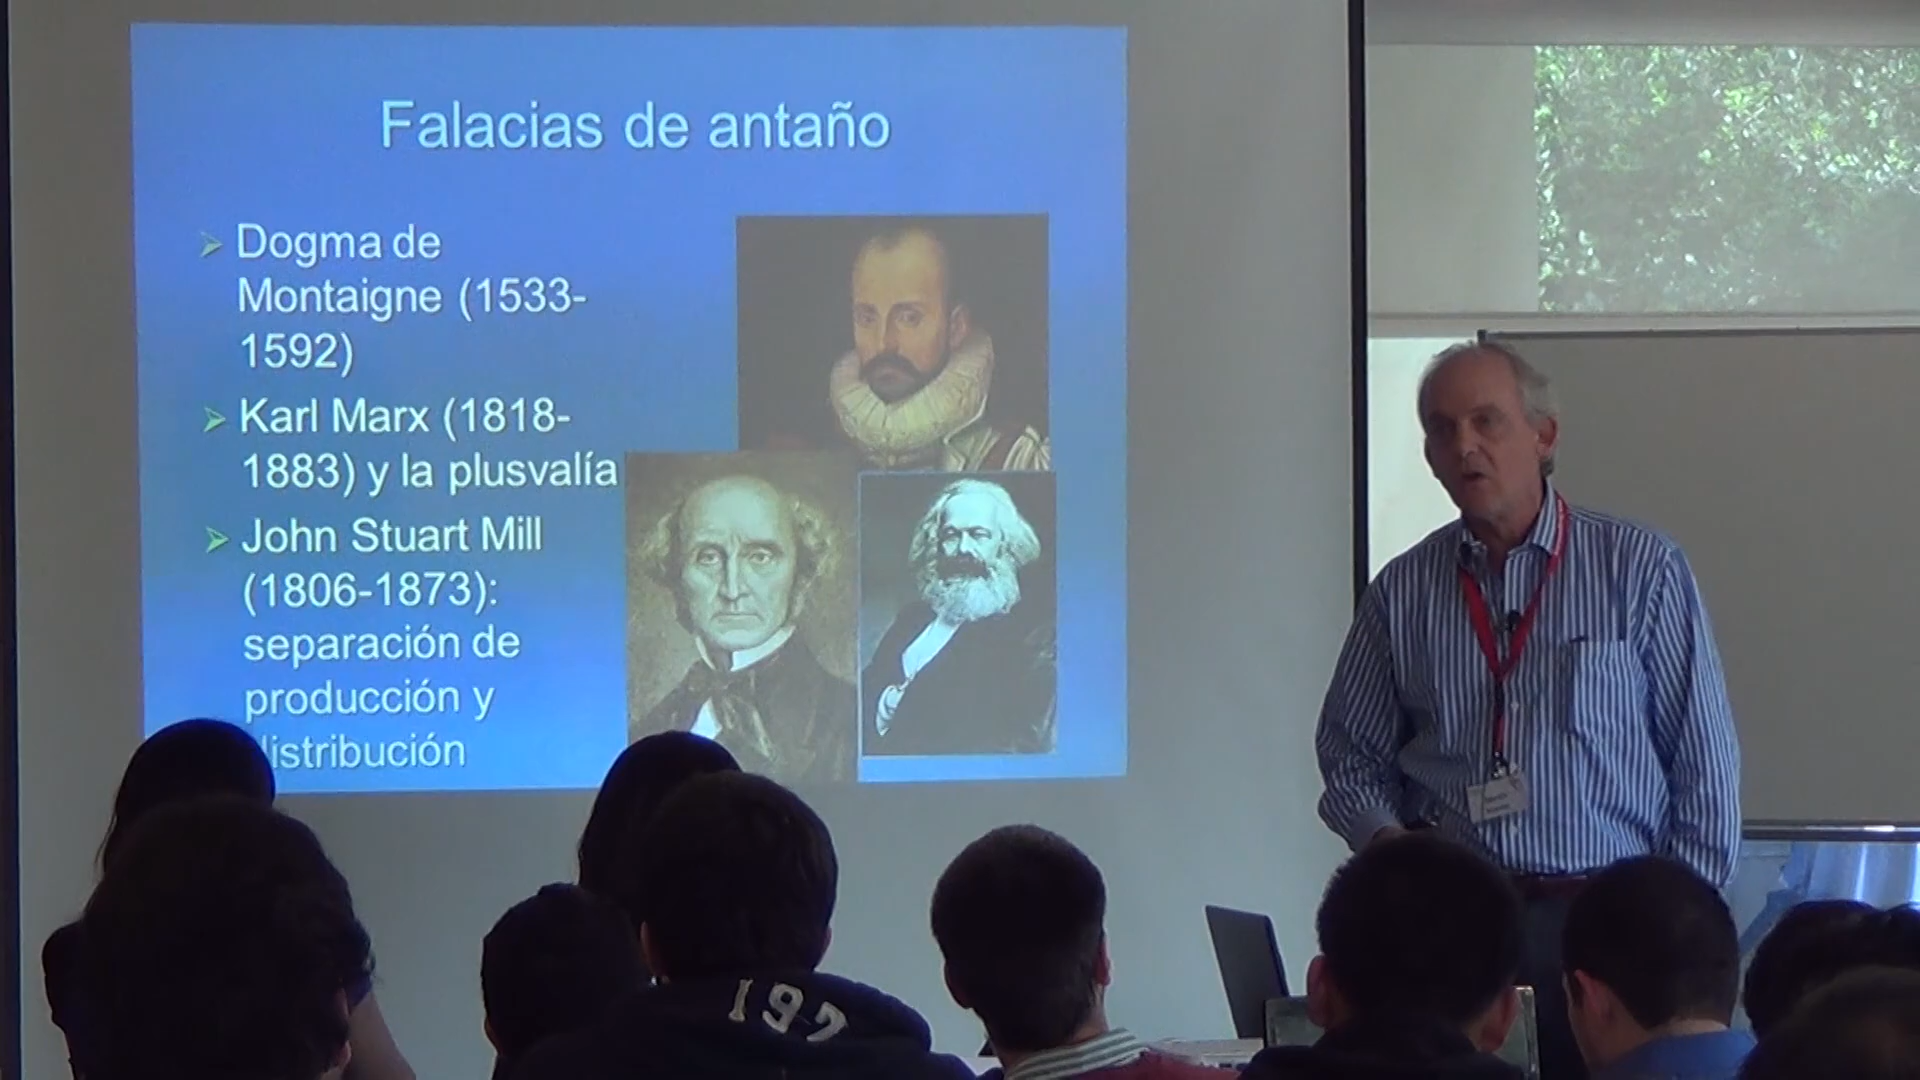 Falacias de antaño
Dogma de
Montaigne (1533-
1592)
Karl Marx (1818-
1883) y la plusvalía
John Stuart Mill
(1806-1873):
separación de
producción y
distribución
197